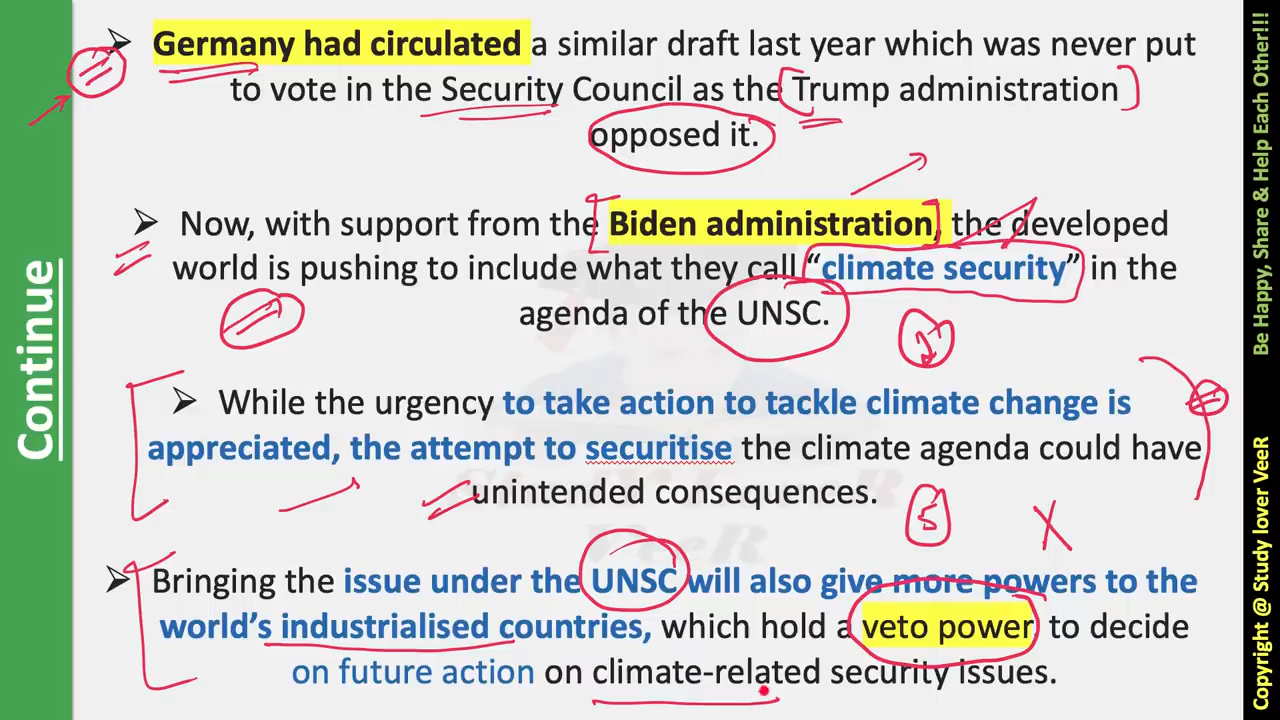 Germany had circulated a similar draft last year which was never put
to vote in the Security Council as the Trump administration
opposed it.
Now, with support from the Biden administration, the developed
world is pushing to include what they call “climate security” in the
agenda of the UNSC.
While the urgency to take action to tackle climate change is
appreciated, the attempt to securitise the climate agenda could have
unintended consequences.
5
Bringing the issue under the UNSC will also give more powers to the
world’s industrialised countries, which hold a veto power to decide
on future action on climate-related security issues.
Continue
Be Happy, Share & Help Each Other!!!
Copyright @ Study lover VeeR